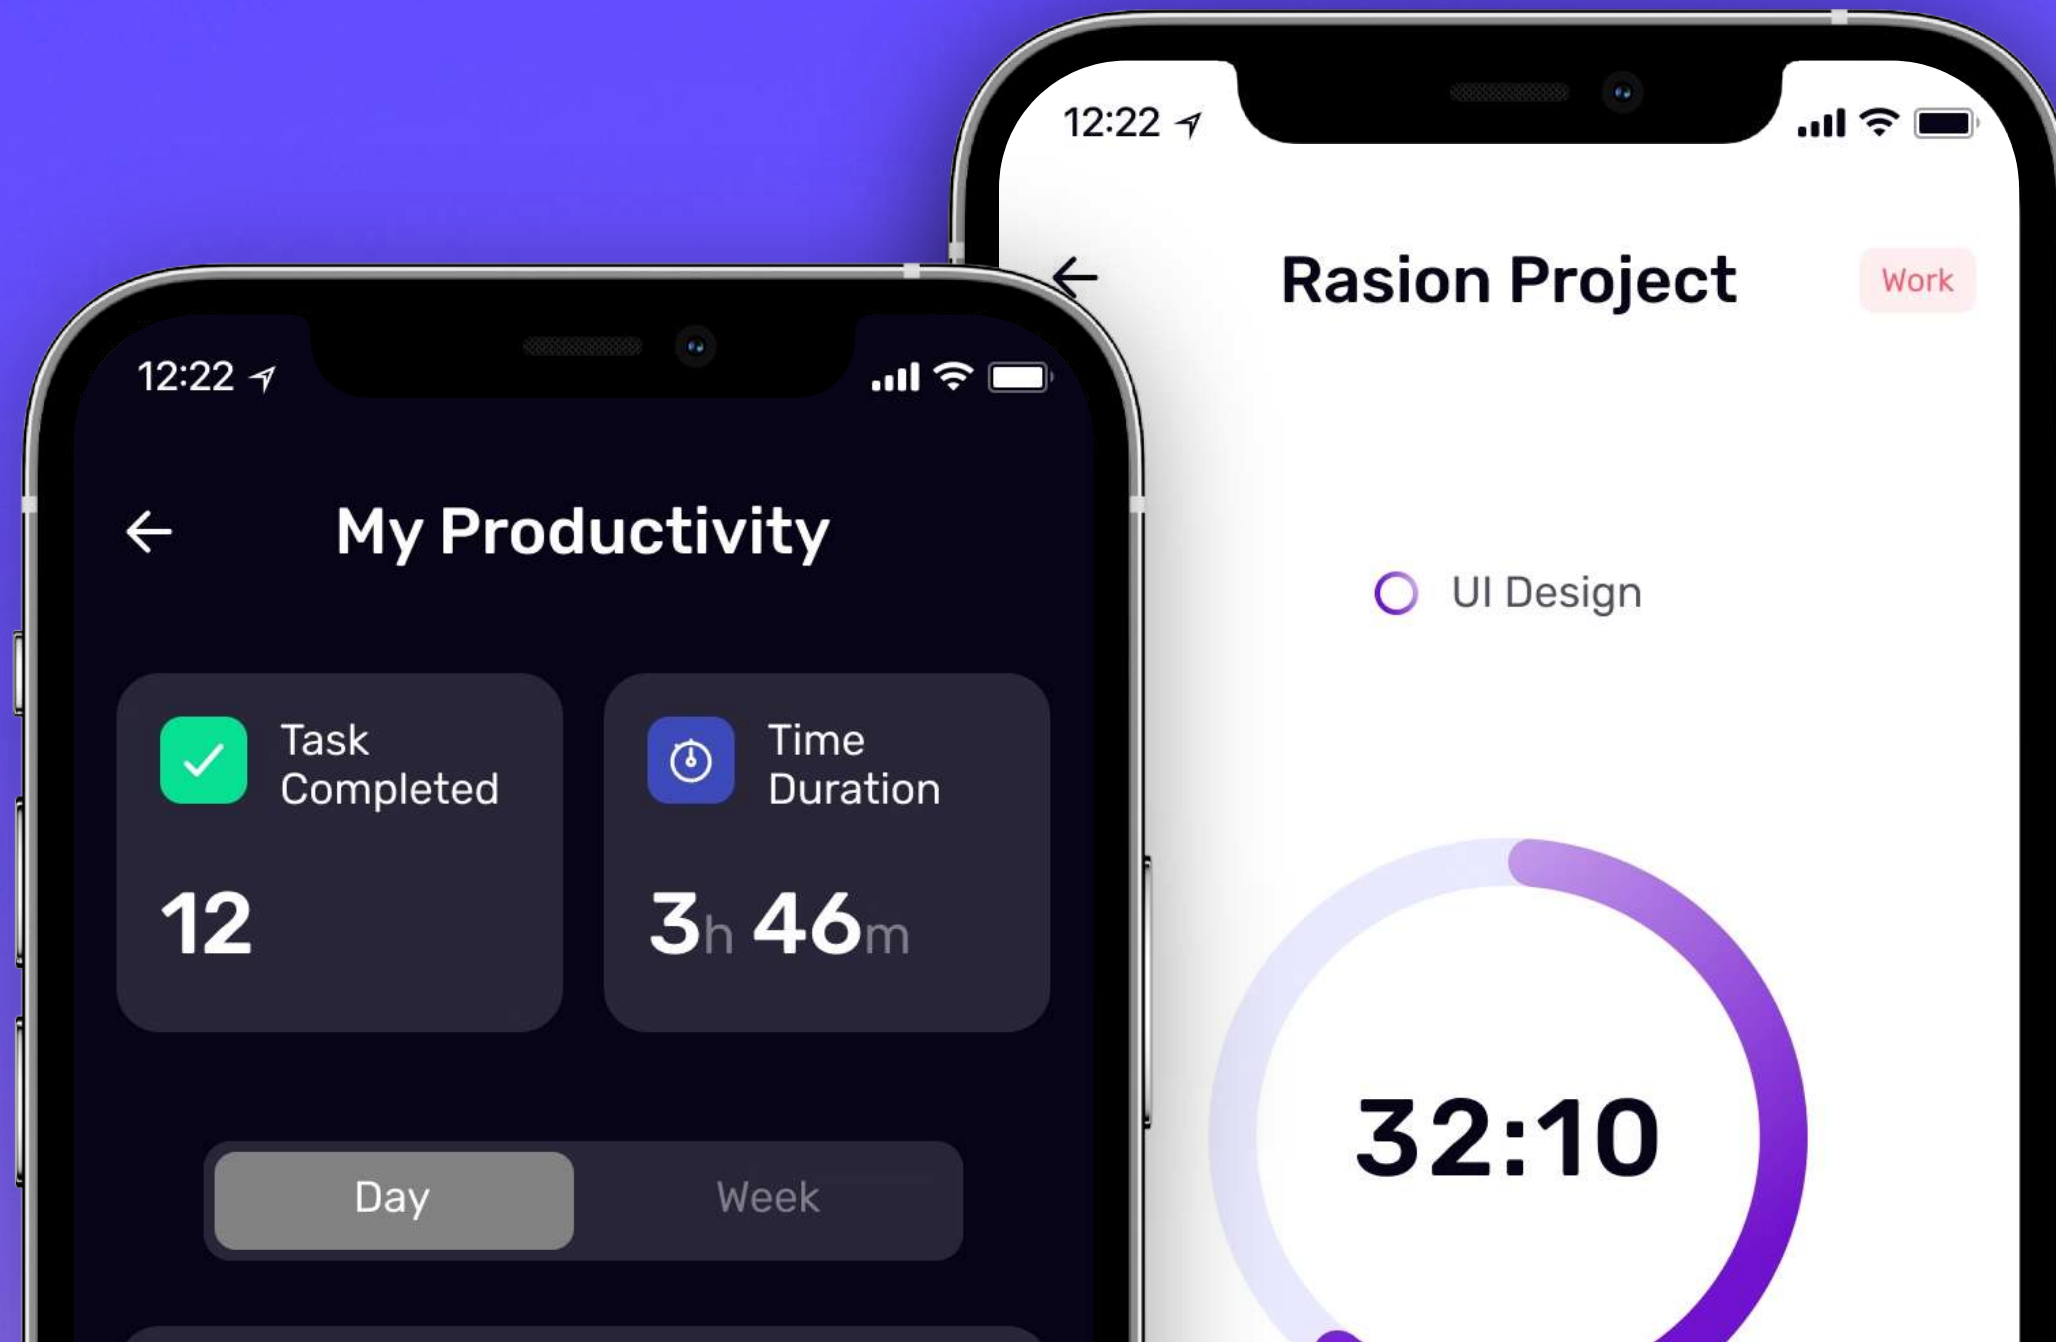 12:22
My Productivity
Task
Completed
12
Time
Duration
3h 46m
Day
Week
12:22
Rasion Project
Work
UI Design
32:10